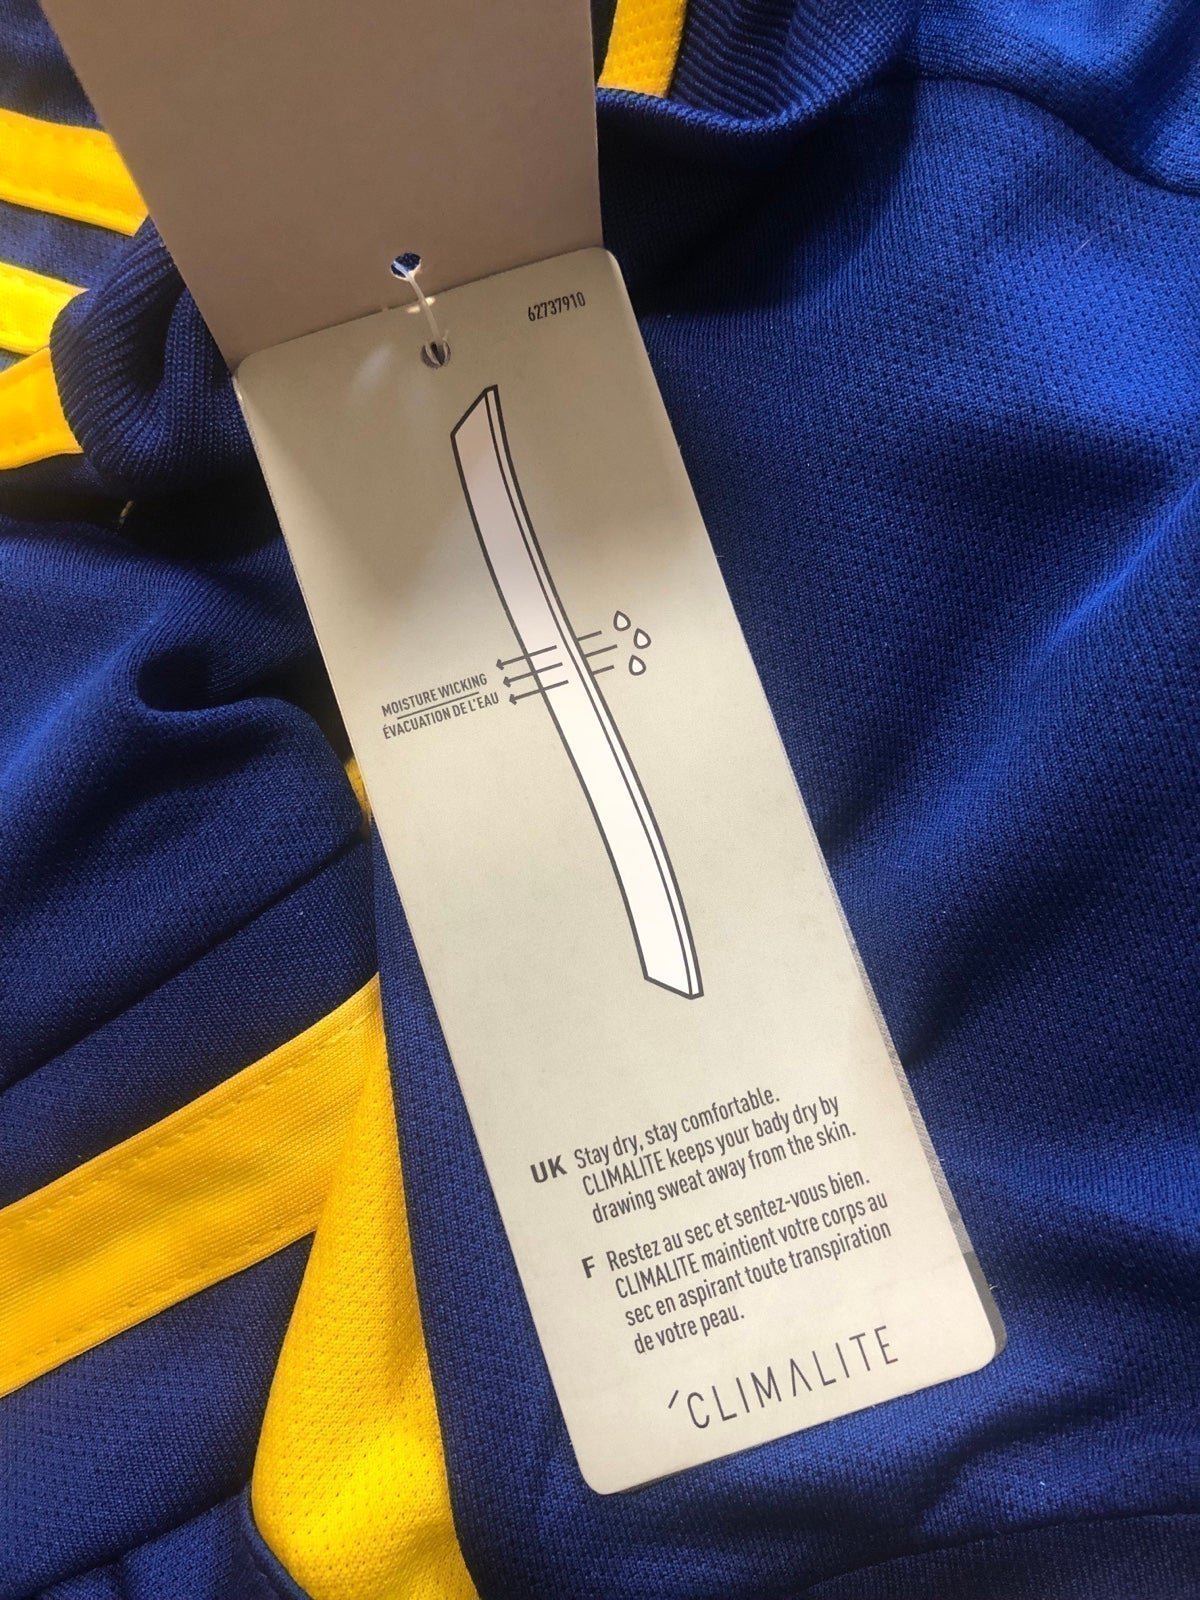 62737910
MOISTURE WICKING
ÉVACUATION DE L'EAU
UK Stay dry, stay comfortable.
CLIMALITE keeps your bady dry by
drawing sweat away from the skin.
F Restez au sec et sentez-vous bien.
CLIMALITE maintient votre corps au
sec en aspirant toute transpiration
de votre peau.
CLIMALITE